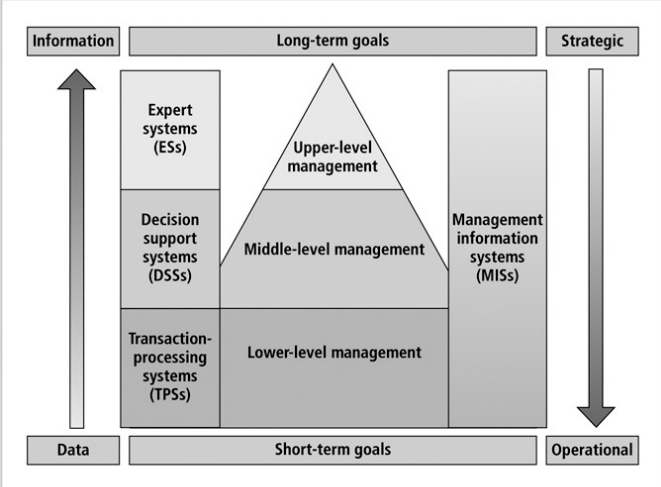 Information
Long-term goals
Strategic
Expert
systems
(ESs)
Upper-level
management
Decision
support
systems
(DSSs)
Middle-level management
Management
information
systems
(MISs)
Transaction-
processing
systems
(TPSs)
Lower-level management
Data
Short-term goals
Operational